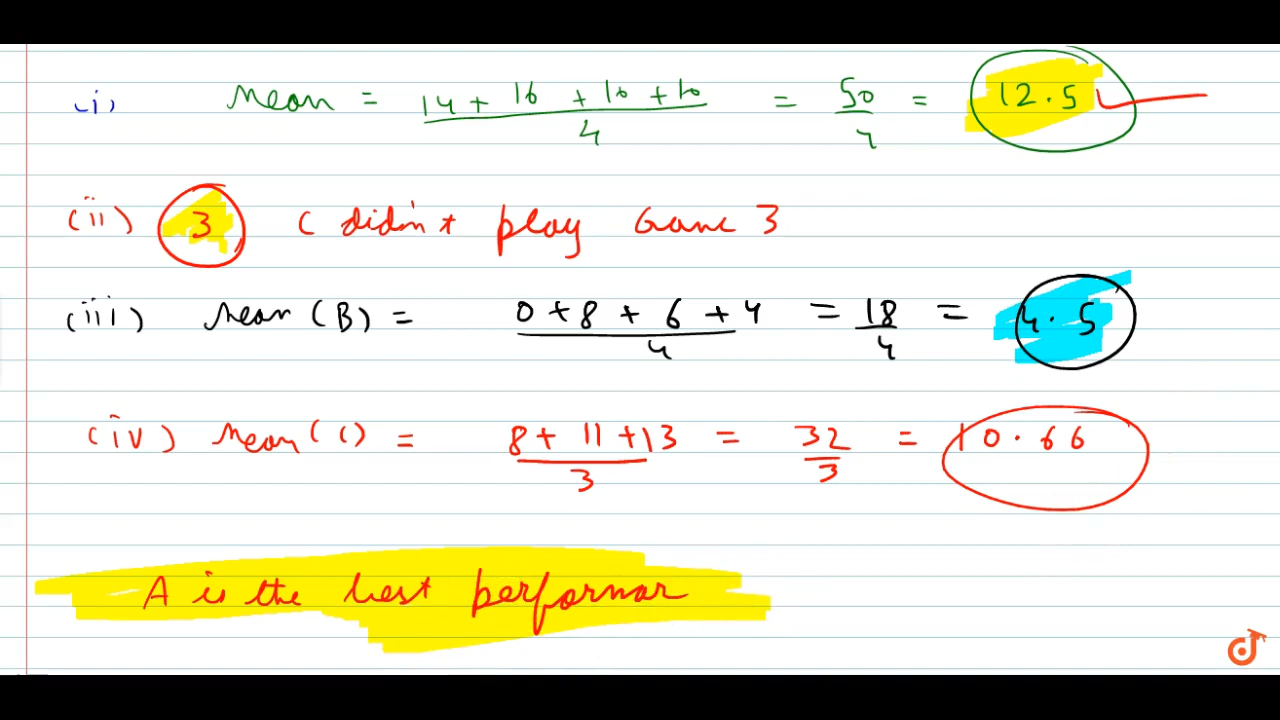 (i) Mean = 14 + 16 + 10 + 10 / 4 = 50 / 4 = 12.5
(ii) 3 C didn't play Game 3
(iii) Mean (B) = 0 + 8 + 6 + 4 / 4 = 18 / 4 = 4.5
(iv) Mean (C) = 8 + 11 + 13 / 3 = 32 / 3 = 10.66
A is the best performar